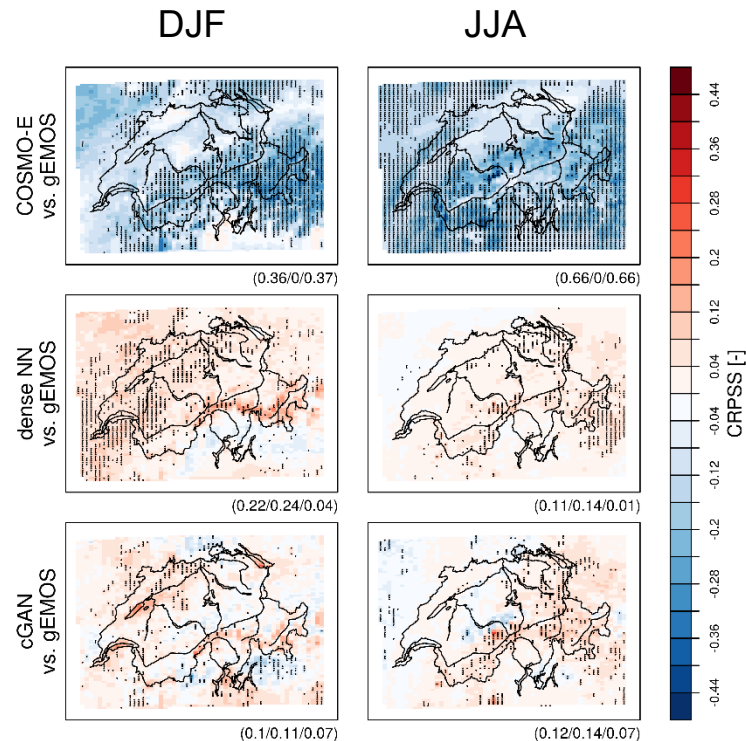 DJF
JJA
COSMO-E
vs. gEMOS
(0.36/0/0.37)
(0.66/0/0.66)
dense NN
vs. gEMOS
(0.22/0.24/0.04)
(0.11/0.14/0.01)
cGAN
vs. gEMOS
(0.1/0.11/0.07)
(0.12/0.14/0.07)
0.44
0.36
0.28
0.2
0.12
0.04
-0.04
-0.12
-0.2
-0.28
-0.36
-0.44
CRPSS [-]